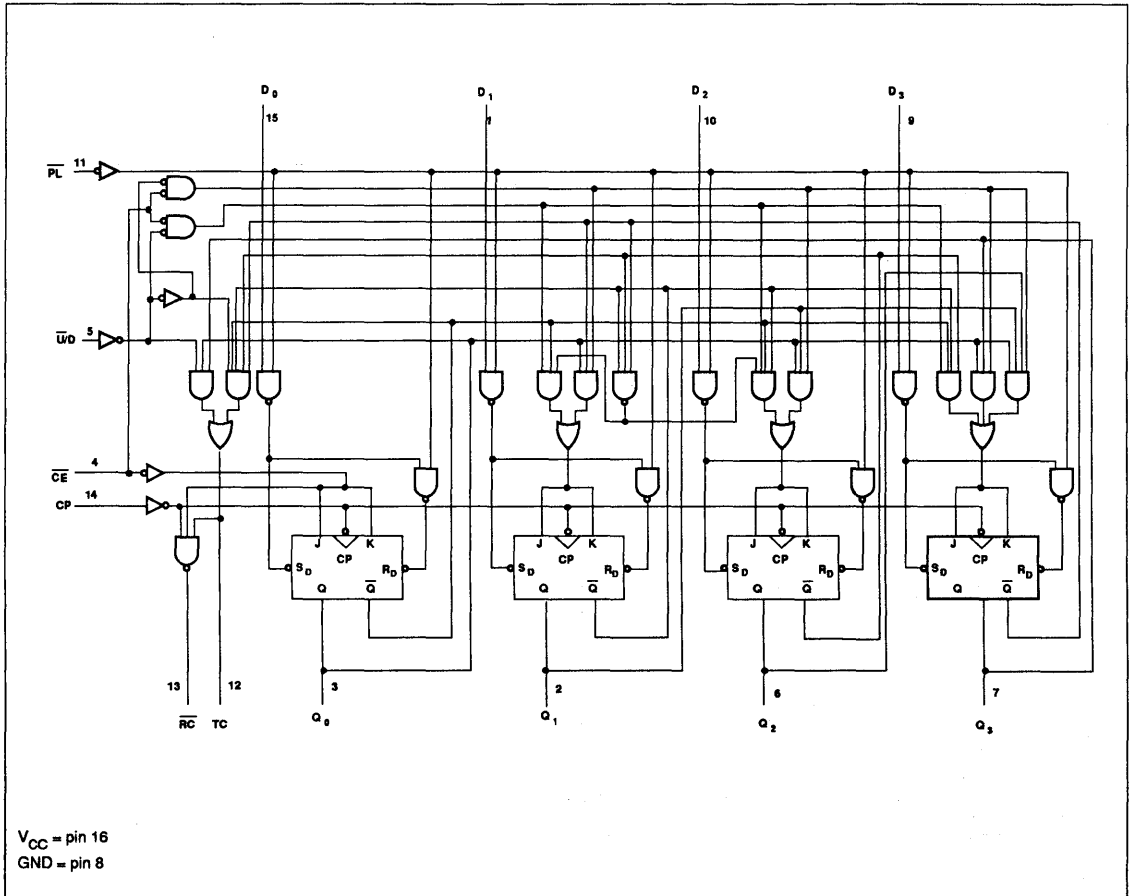 D0 D1 D2 D3
15 1 10 9
PL 11
U/D 5
CE 4
CP 14
J K J K J K J K
CP CP CP CP
SD RD SD RD SD RD SD RD
Q Q Q Q Q Q Q Q
13 12 3 2 6 7
RC TC Q0 Q1 Q2 Q3
VCC = pin 16
GND = pin 8